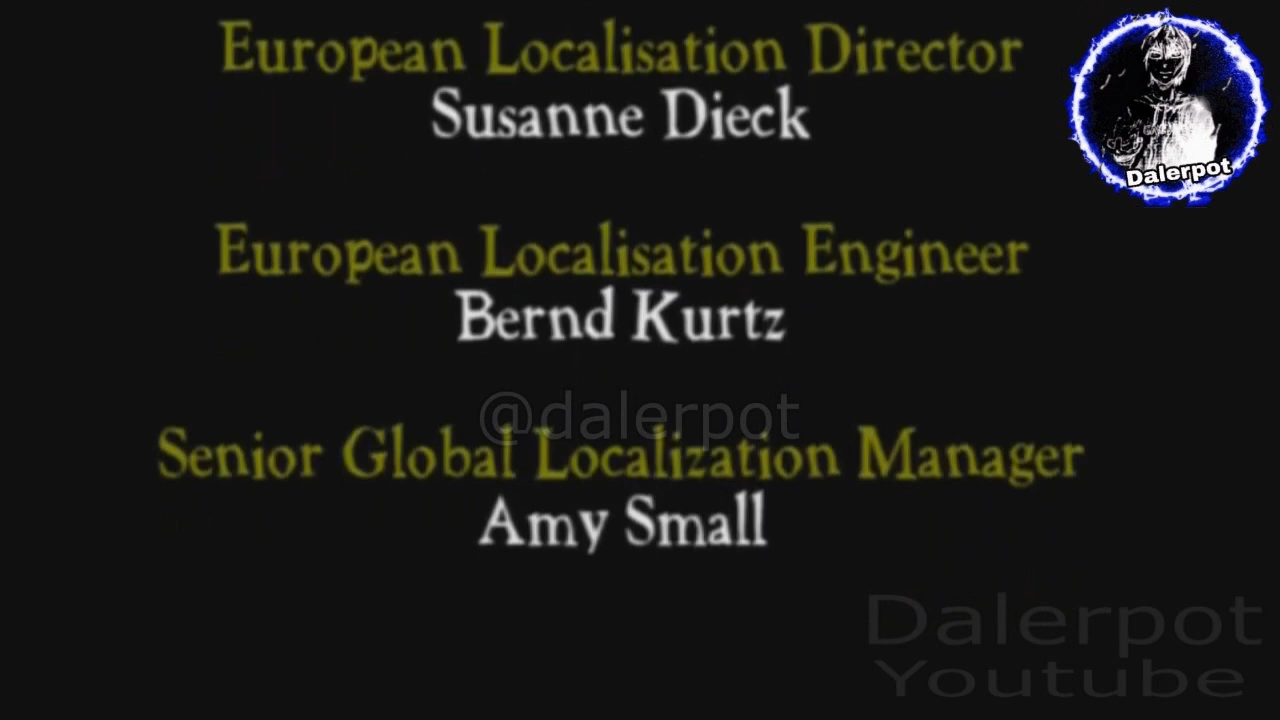 European Localisation Director
Susanne Dieck
Dalerpot
European Localisation Engineer
Bernd Kurtz
@dalerpot
Senior Global Localization Manager
Amy Small
Dalerpot
Youtube